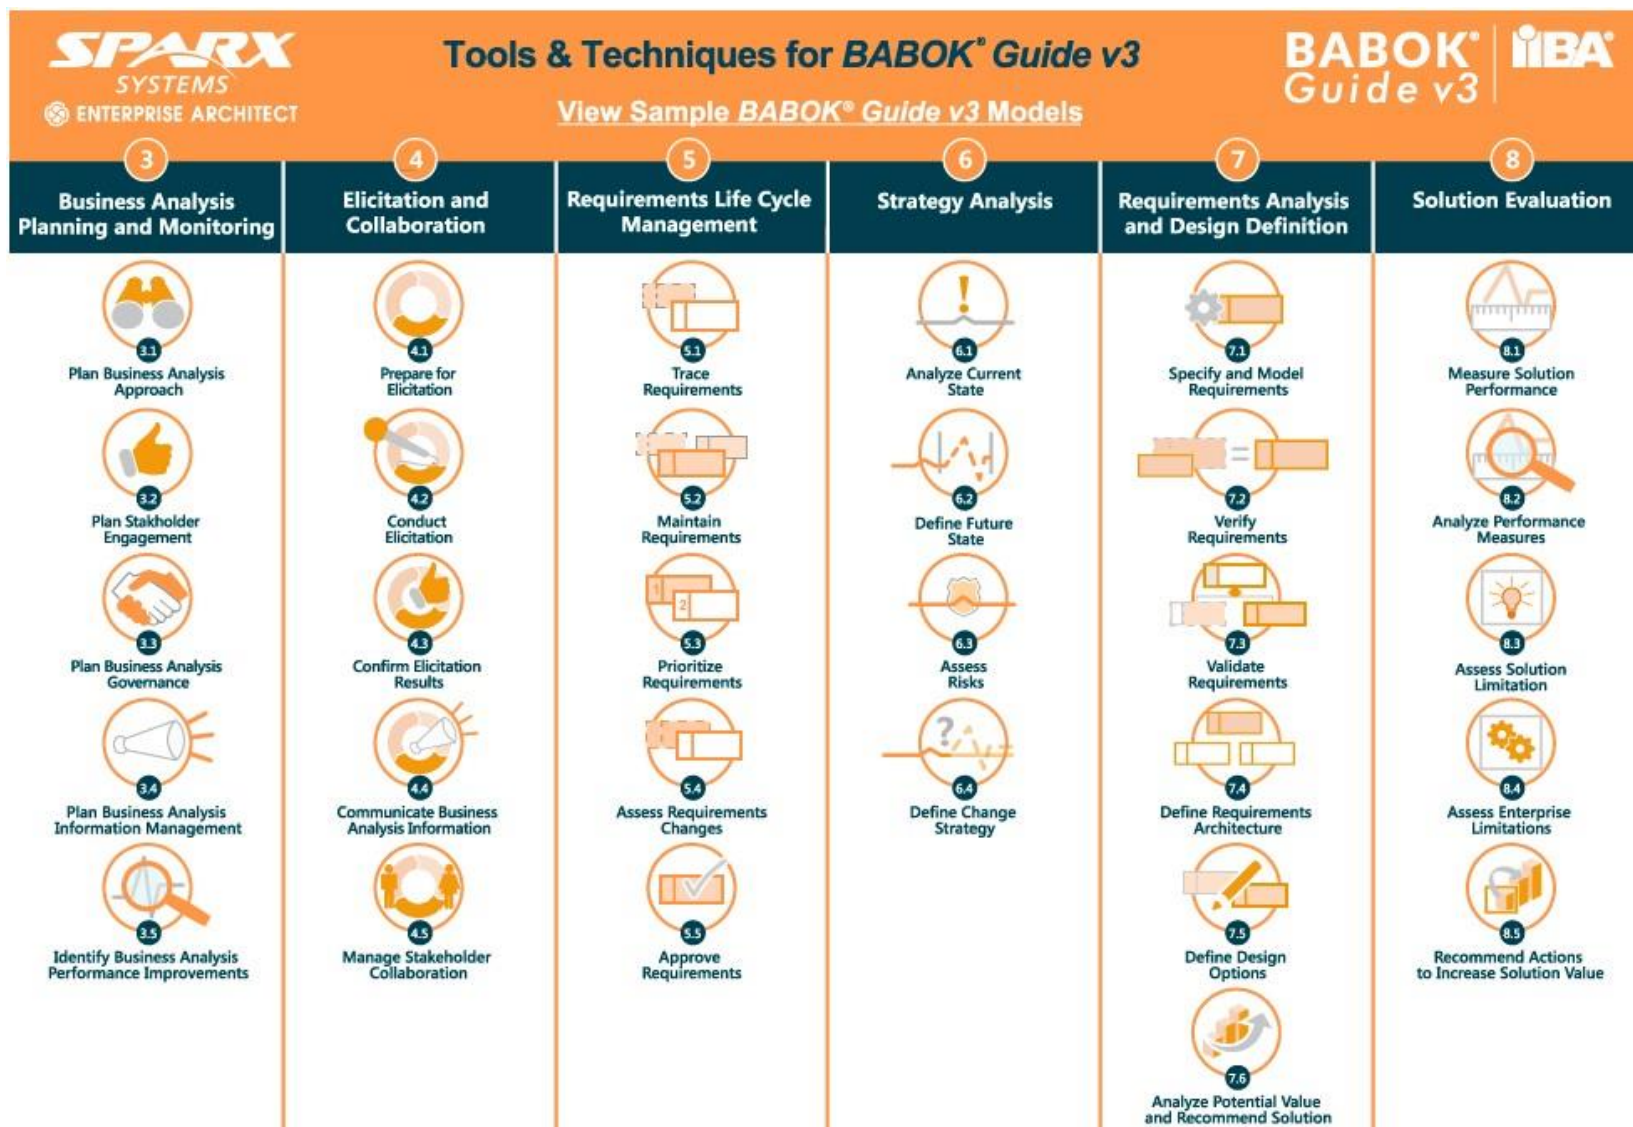 SPARX
SYSTEMS
ENTERPRISE ARCHITECT
Tools & Techniques for BABOK® Guide v3
View Sample BABOK® Guide v3 Models
BABOK®
Guide v3
IIBA®
3
Business Analysis
Planning and Monitoring
3.1
Plan Business Analysis
Approach
3.2
Plan Stakholder
Engagement
3.3
Plan Business Analysis
Governance
3.4
Plan Business Analysis
Information Management
3.5
Identify Business Analysis
Performance Improvements
4
Elicitation and
Collaboration
4.1
Prepare for
Elicitation
4.2
Conduct
Elicitation
4.3
Confirm Elicitation
Results
4.4
Communicate Business
Analysis Information
4.5
Manage Stakeholder
Collaboration
5
Requirements Life Cycle
Management
5.1
Trace
Requirements
5.2
Maintain
Requirements
1
2
5.3
Prioritize
Requirements
5.4
Assess Requirements
Changes
5.5
Approve
Requirements
6
Strategy Analysis
!
6.1
Analyze Current
State
6.2
Define Future
State
6.3
Assess
Risks
?
6.4
Define Change
Strategy
7
Requirements Analysis
and Design Definition
7.1
Specify and Model
Requirements
=
7.2
Verify
Requirements
7.3
Validate
Requirements
7.4
Define Requirements
Architecture
7.5
Define Design
Options
7.6
Analyze Potential Value
and Recommend Solution
8
Solution Evaluation
8.1
Measure Solution
Performance
8.2
Analyze Performance
Measures
8.3
Assess Solution
Limitation
8.4
Assess Enterprise
Limitations
8.5
Recommend Actions
to Increase Solution Value